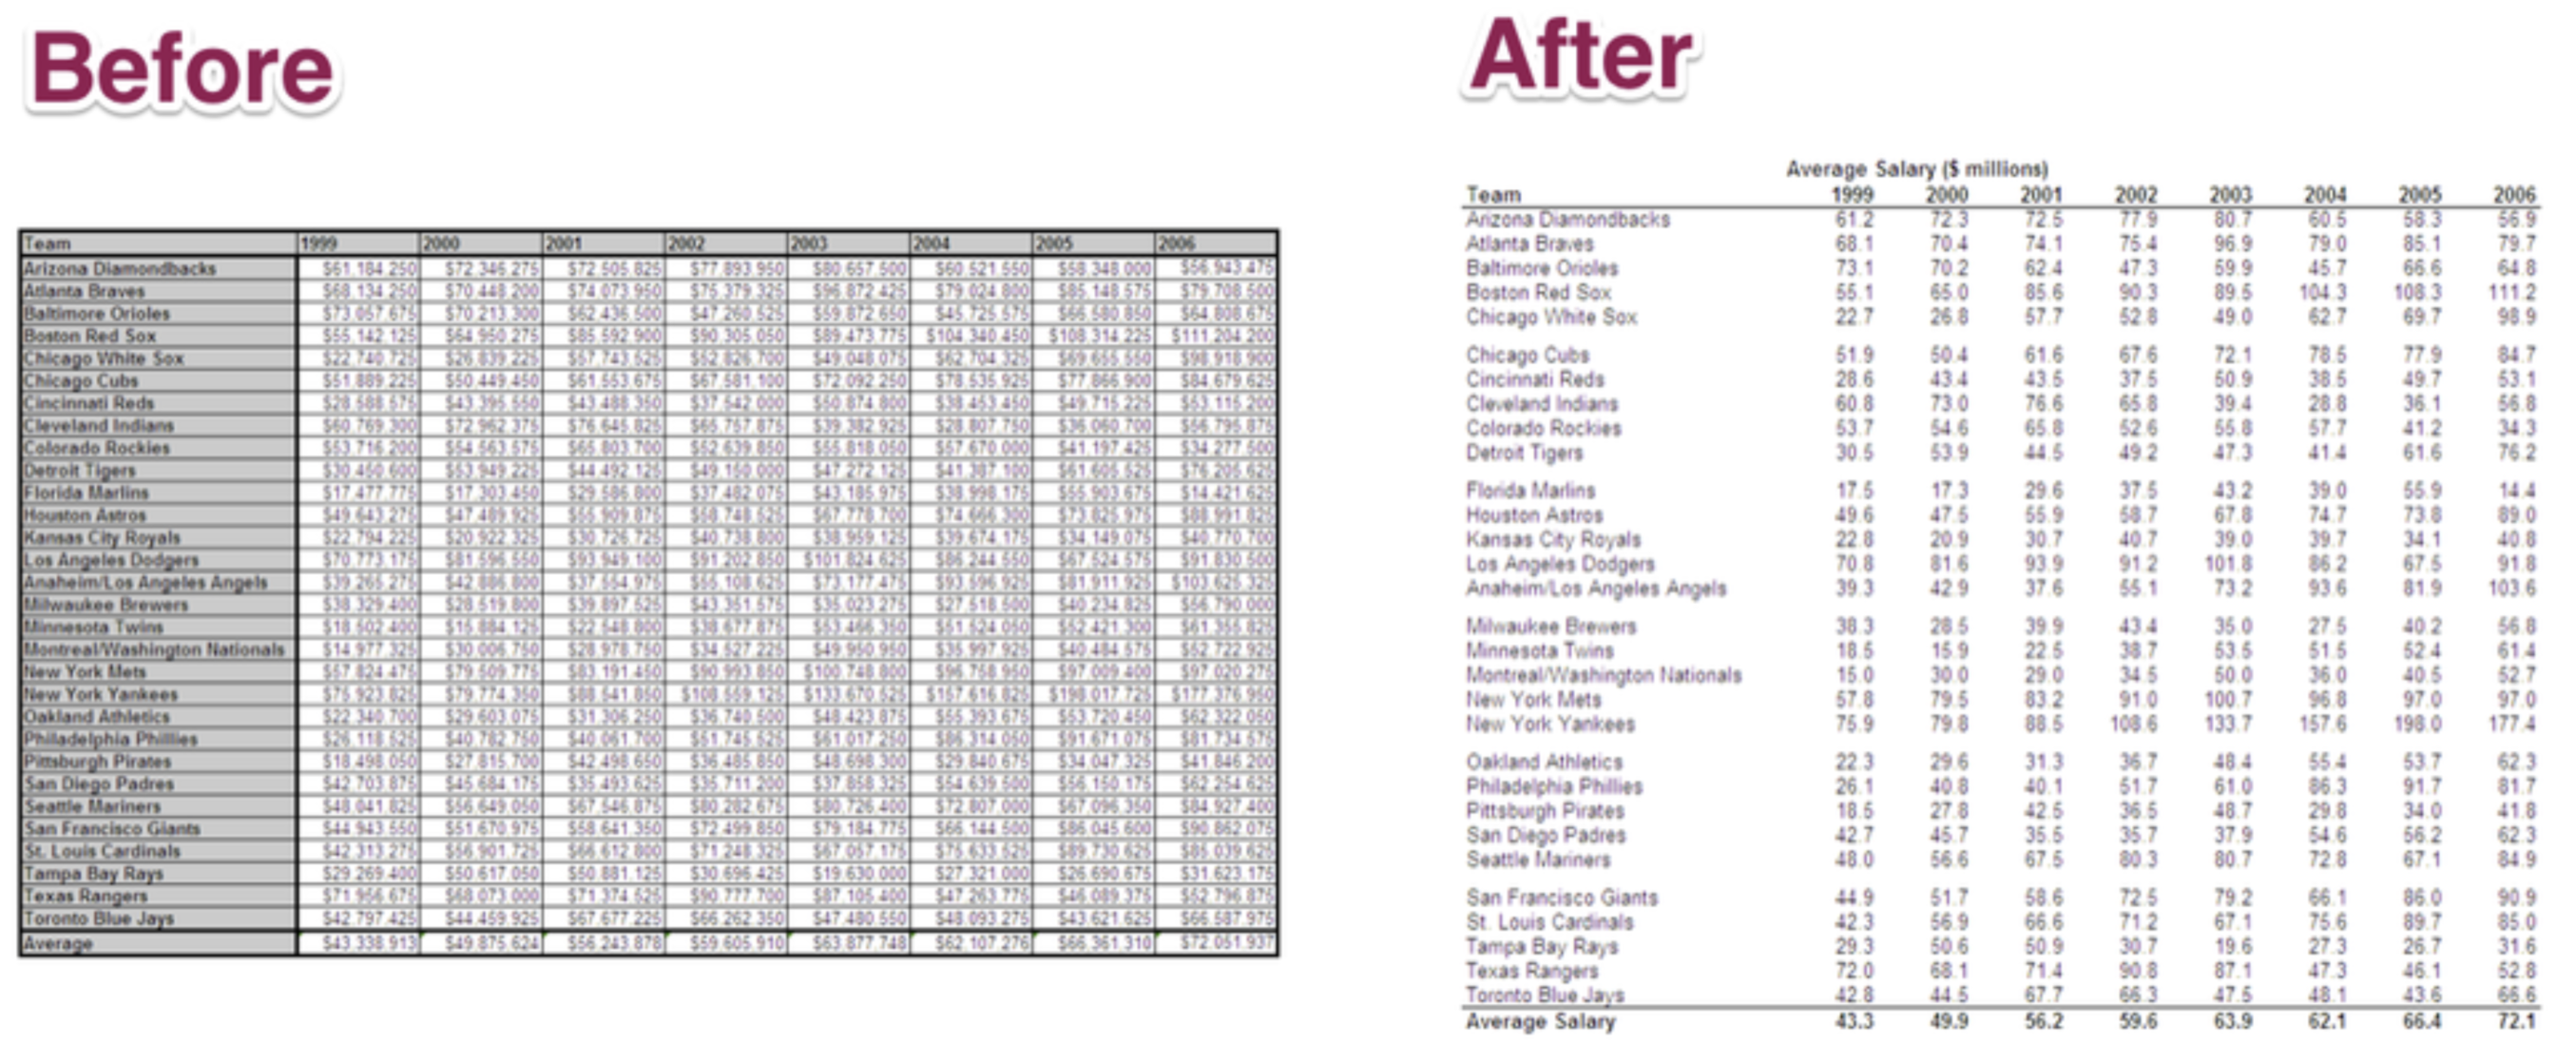 Before
Team 1999 2000 2001 2002 2003 2004 2005 2006
Arizona Diamondbacks $61.184.250 $72.346.275 $72.505.825 $77.893.950 $80.657.500 $60.521.550 $58.348.000 $56.943.475
Atlanta Braves $68.134.250 $70.448.200 $74.073.950 $75.379.325 $96.872.425 $79.024.800 $85.148.575 $79.708.500
Baltimore Orioles $73.057.675 $70.213.300 $62.436.500 $47.260.525 $59.872.650 $45.725.575 $66.580.850 $64.808.675
Boston Red Sox $55.142.125 $64.950.275 $85.592.900 $90.305.050 $89.473.775 $104.340.450 $108.314.225 $111.204.200
Chicago White Sox $22.740.725 $26.839.225 $57.743.525 $52.826.700 $49.048.075 $62.704.325 $69.655.550 $98.918.900
Chicago Cubs $51.889.225 $50.449.450 $61.553.675 $67.581.100 $72.092.250 $78.535.925 $77.866.900 $84.679.625
Cincinnati Reds $28.588.575 $43.395.550 $43.488.350 $37.542.000 $50.874.800 $38.453.450 $49.715.225 $53.115.200
Cleveland Indians $60.769.300 $72.962.375 $76.645.825 $65.757.875 $39.382.925 $28.807.750 $36.060.700 $56.795.875
Colorado Rockies $53.716.200 $54.563.575 $65.803.700 $52.639.850 $55.818.050 $57.670.000 $41.197.425 $34.277.500
Detroit Tigers $30.450.600 $53.949.225 $44.492.125 $49.150.000 $47.272.125 $41.387.100 $61.605.525 $76.205.625
Florida Marlins $17.477.775 $17.303.450 $29.586.800 $37.482.075 $43.185.975 $38.998.175 $55.903.675 $14.421.625
Houston Astros $49.643.275 $47.489.925 $55.909.875 $58.748.525 $67.778.700 $74.666.300 $73.825.975 $88.991.825
Kansas City Royals $22.794.225 $20.922.325 $30.726.725 $40.738.800 $38.959.125 $39.674.175 $34.149.075 $40.770.700
Los Angeles Dodgers $70.773.175 $81.596.550 $93.949.100 $91.202.850 $101.824.625 $86.244.550 $67.524.575 $91.830.500
Anaheim/Los Angeles Angels $39.265.275 $42.886.800 $37.554.975 $55.108.625 $73.177.475 $93.596.925 $81.911.925 $103.625.325
Milwaukee Brewers $38.329.400 $28.519.800 $39.897.525 $43.351.575 $35.023.275 $27.518.500 $40.234.825 $56.790.000
Minnesota Twins $18.502.400 $15.884.125 $22.548.800 $38.677.875 $53.466.350 $51.524.050 $52.421.300 $61.355.825
Montreal/Washington Nationals $14.977.325 $30.006.750 $28.978.750 $34.527.225 $49.950.950 $35.997.925 $40.484.575 $52.722.925
New York Mets $57.824.475 $79.509.775 $83.191.450 $90.993.850 $100.748.800 $96.758.950 $97.009.400 $97.020.275
New York Yankees $75.923.825 $79.774.350 $88.541.850 $108.559.125 $133.670.525 $157.616.825 $198.017.725 $177.376.950
Oakland Athletics $22.340.700 $29.603.075 $31.306.250 $36.740.500 $48.423.875 $55.393.675 $53.720.450 $62.322.050
Philadelphia Phillies $26.118.525 $40.782.750 $40.061.700 $51.745.525 $61.017.250 $86.314.050 $91.671.075 $81.734.575
Pittsburgh Pirates $18.498.050 $27.815.700 $42.498.650 $36.485.850 $48.698.300 $29.840.675 $34.047.325 $41.846.200
San Diego Padres $42.703.875 $45.684.175 $35.493.625 $35.711.200 $37.858.325 $54.639.500 $56.150.175 $62.254.625
Seattle Mariners $48.041.825 $56.649.050 $67.546.875 $80.282.675 $80.726.400 $72.807.000 $67.096.350 $84.927.400
San Francisco Giants $44.943.550 $51.670.975 $58.641.350 $72.499.850 $79.184.775 $66.144.500 $86.045.600 $90.862.075
St. Louis Cardinals $42.313.275 $56.901.725 $66.612.800 $71.248.325 $67.057.175 $75.633.525 $89.730.625 $85.039.625
Tampa Bay Rays $29.269.400 $50.617.050 $50.881.125 $30.696.425 $19.630.000 $27.321.000 $26.690.675 $31.623.175
Texas Rangers $71.956.675 $68.073.000 $71.374.525 $90.777.700 $87.105.400 $47.263.775 $46.089.375 $52.796.875
Toronto Blue Jays $42.797.425 $44.459.925 $67.677.225 $66.262.350 $47.480.550 $48.093.275 $43.621.625 $66.587.975
Average $43.338.913 $49.875.624 $56.243.878 $59.605.910 $63.877.748 $62.107.276 $66.361.310 $72.051.937
After
Average Salary ($ millions)
Team 1999 2000 2001 2002 2003 2004 2005 2006
Arizona Diamondbacks 61.2 72.3 72.5 77.9 80.7 60.5 58.3 56.9
Atlanta Braves 68.1 70.4 74.1 75.4 96.9 79.0 85.1 79.7
Baltimore Orioles 73.1 70.2 62.4 47.3 59.9 45.7 66.6 64.8
Boston Red Sox 55.1 65.0 85.6 90.3 89.5 104.3 108.3 111.2
Chicago White Sox 22.7 26.8 57.7 52.8 49.0 62.7 69.7 98.9
Chicago Cubs 51.9 50.4 61.6 67.6 72.1 78.5 77.9 84.7
Cincinnati Reds 28.6 43.4 43.5 37.5 50.9 38.5 49.7 53.1
Cleveland Indians 60.8 73.0 76.6 65.8 39.4 28.8 36.1 56.8
Colorado Rockies 53.7 54.6 65.8 52.6 55.8 57.7 41.2 34.3
Detroit Tigers 30.5 53.9 44.5 49.2 47.3 41.4 61.6 76.2
Florida Marlins 17.5 17.3 29.6 37.5 43.2 39.0 55.9 14.4
Houston Astros 49.6 47.5 55.9 58.7 67.8 74.7 73.8 89.0
Kansas City Royals 22.8 20.9 30.7 40.7 39.0 39.7 34.1 40.8
Los Angeles Dodgers 70.8 81.6 93.9 91.2 101.8 86.2 67.5 91.8
Anaheim/Los Angeles Angels 39.3 42.9 37.6 55.1 73.2 93.6 81.9 103.6
Milwaukee Brewers 38.3 28.5 39.9 43.4 35.0 27.5 40.2 56.8
Minnesota Twins 18.5 15.9 22.5 38.7 53.5 51.5 52.4 61.4
Montreal/Washington Nationals 15.0 30.0 29.0 34.5 50.0 36.0 40.5 52.7
New York Mets 57.8 79.5 83.2 91.0 100.7 96.8 97.0 97.0
New York Yankees 75.9 79.8 88.5 108.6 133.7 157.6 198.0 177.4
Oakland Athletics 22.3 29.6 31.3 36.7 48.4 55.4 53.7 62.3
Philadelphia Phillies 26.1 40.8 40.1 51.7 61.0 86.3 91.7 81.7
Pittsburgh Pirates 18.5 27.8 42.5 36.5 48.7 29.8 34.0 41.8
San Diego Padres 42.7 45.7 35.5 35.7 37.9 54.6 56.2 62.3
Seattle Mariners 48.0 56.6 67.5 80.3 80.7 72.8 67.1 84.9
San Francisco Giants 44.9 51.7 58.6 72.5 79.2 66.1 86.0 90.9
St. Louis Cardinals 42.3 56.9 66.6 71.2 67.1 75.6 89.7 85.0
Tampa Bay Rays 29.3 50.6 50.9 30.7 19.6 27.3 26.7 31.6
Texas Rangers 72.0 68.1 71.4 90.8 87.1 47.3 46.1 52.8
Toronto Blue Jays 42.8 44.5 67.7 66.3 47.5 48.1 43.6 66.6
Average Salary 43.3 49.9 56.2 59.6 63.9 62.1 66.4 72.1